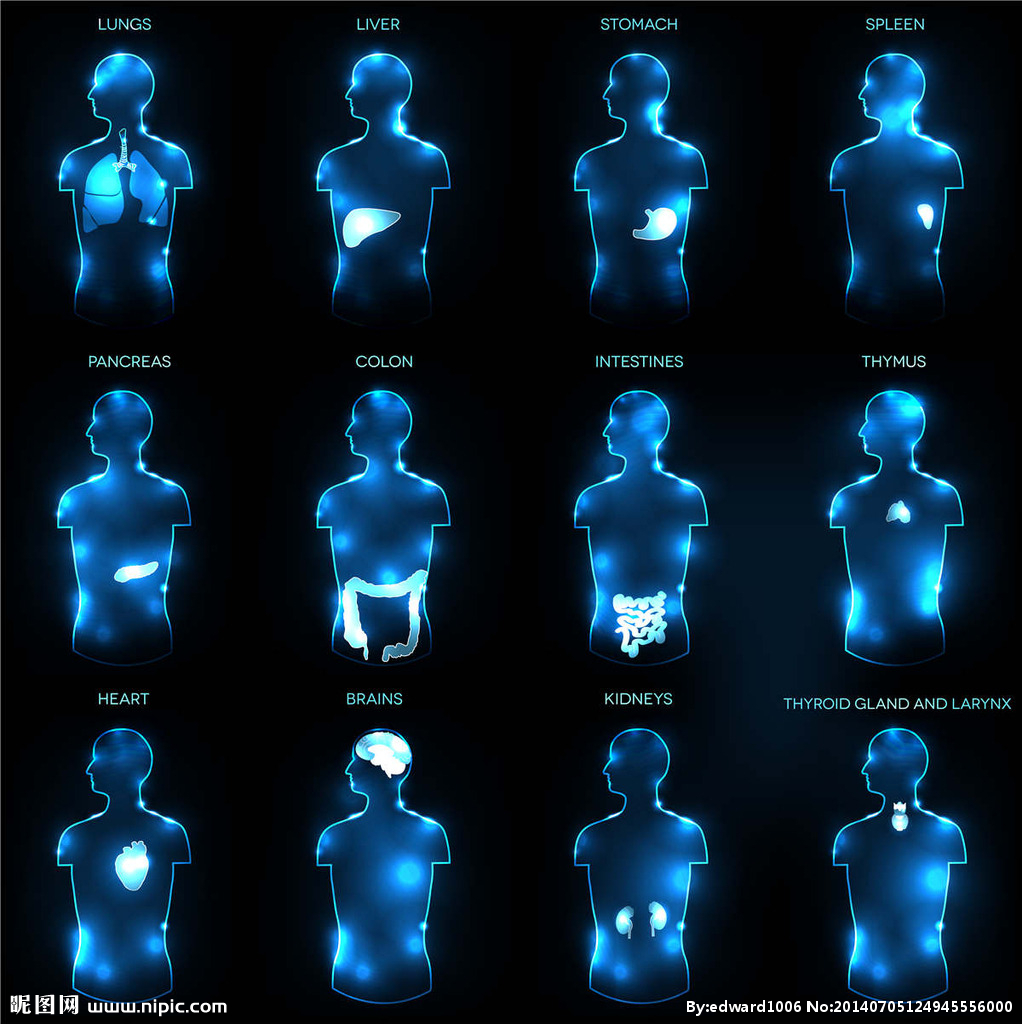 LUNGS
LIVER
STOMACH
SPLEEN
PANCREAS
COLON
INTESTINES
THYMUS
HEART
BRAINS
KIDNEYS
THYROID GLAND AND LARYNX
昵图网 www.nipic.com
By:edward1006 No:20140705124945556000